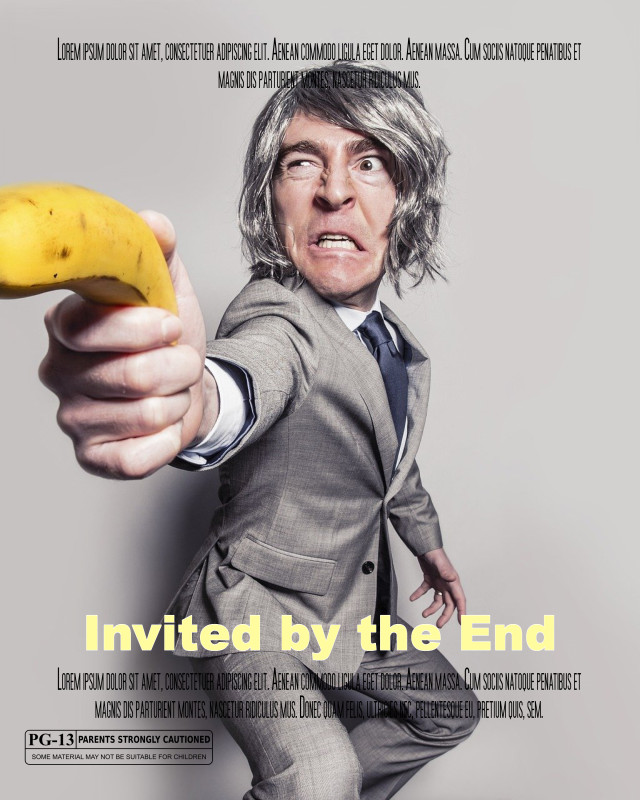 Lorem ipsum dolor sit amet, consectetuer adipiscing elit. Aenean commodo ligula eget dolor. Aenean massa. Cum sociis natoque penatibus et
magnis dis parturient montes, nascetur ridiculus mus.
Invited by the End
Lorem ipsum dolor sit amet, consectetuer adipiscing elit. Aenean commodo ligula eget dolor. Aenean massa. Cum sociis natoque penatibus et
magnis dis parturient montes, nascetur ridiculus mus. Donec quam felis, ultricies nec, pellentesque eu, pretium quis, sem.
PG-13 PARENTS STRONGLY CAUTIONED
SOME MATERIAL MAY NOT BE SUITABLE FOR CHILDREN